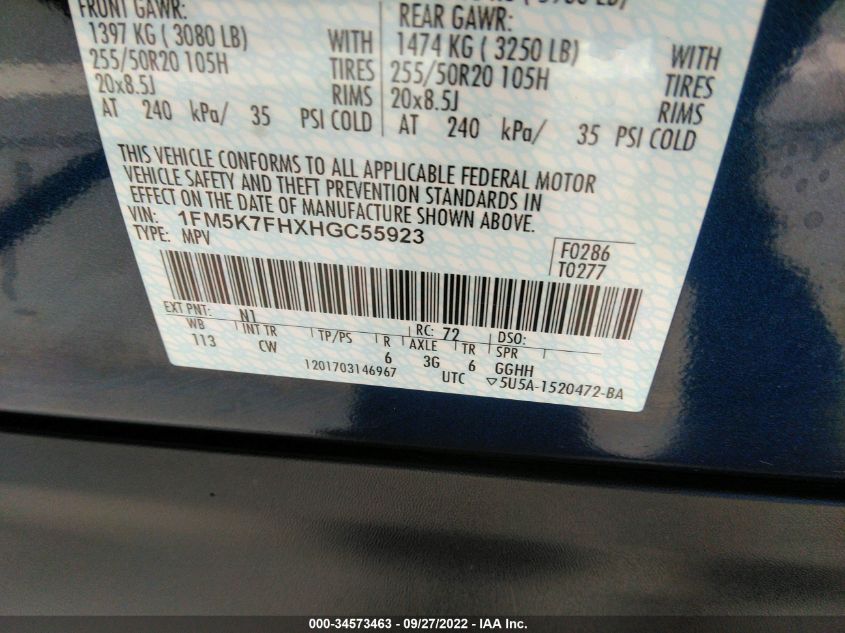 FRONT GAWR:
REAR GAWR:
1397 KG ( 3080 LB) WITH
1474 KG ( 3250 LB) WITH
255/50R20 105H TIRES
255/50R20 105H TIRES
20x8.5J RIMS
20x8.5J RIMS
AT 240 kPa/ 35 PSI COLD
AT 240 kPa/ 35 PSI COLD
THIS VEHICLE CONFORMS TO ALL APPLICABLE FEDERAL MOTOR
VEHICLE SAFETY AND THEFT PREVENTION STANDARDS IN
EFFECT ON THE DATE OF MANUFACTURE SHOWN ABOVE.
VIN: 1FM5K7FHXHGC55923
TYPE: MPV
F0286
T0277
EXT PNT: N1 RC: 72 DSO:
WB INT TR TP/PS R AXLE TR SPR
113 CW 6 3G 6 GGHH
1201703146967 UTC ▽5U5A-1520472-BA
000-34573463 - 09/27/2022 - IAA Inc.